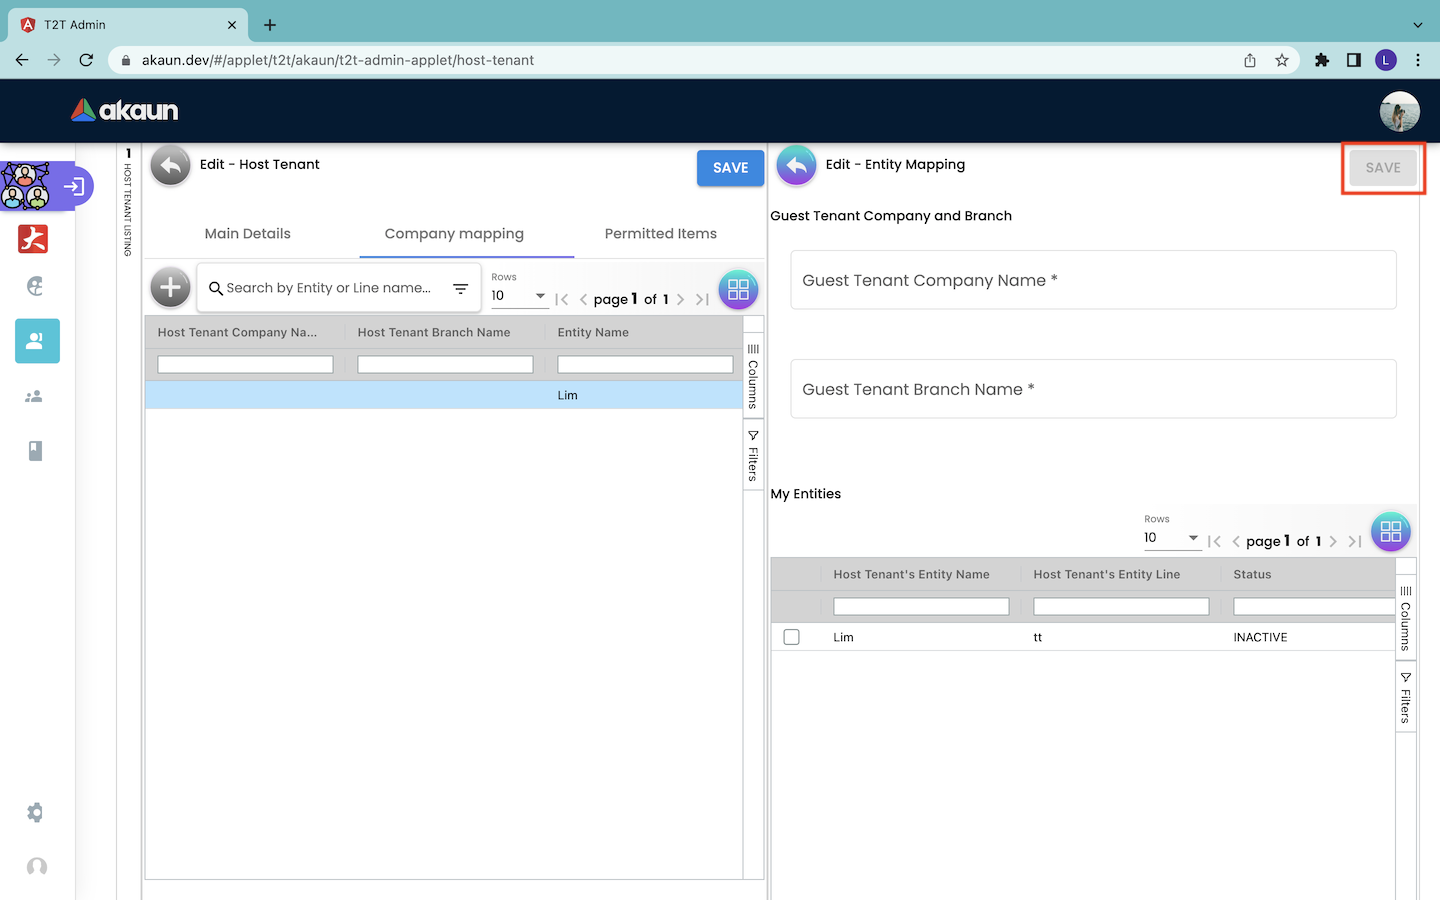 T2T Admin
akaun.dev/#/applet/t2t/akaun/t2t-admin-applet/host-tenant
L
akaun
1 HOST TENANT LISTING
Edit - Host Tenant
SAVE
Main Details
Company mapping
Permitted Items
Search by Entity or Line name...
Rows
10
page 1 of 1
Host Tenant Company Na...
Host Tenant Branch Name
Entity Name
Lim
Columns
Filters
Edit - Entity Mapping
SAVE
Guest Tenant Company and Branch
Guest Tenant Company Name *
Guest Tenant Branch Name *
My Entities
Rows
10
page 1 of 1
Host Tenant's Entity Name
Host Tenant's Entity Line
Status
Lim
tt
INACTIVE
Columns
Filters